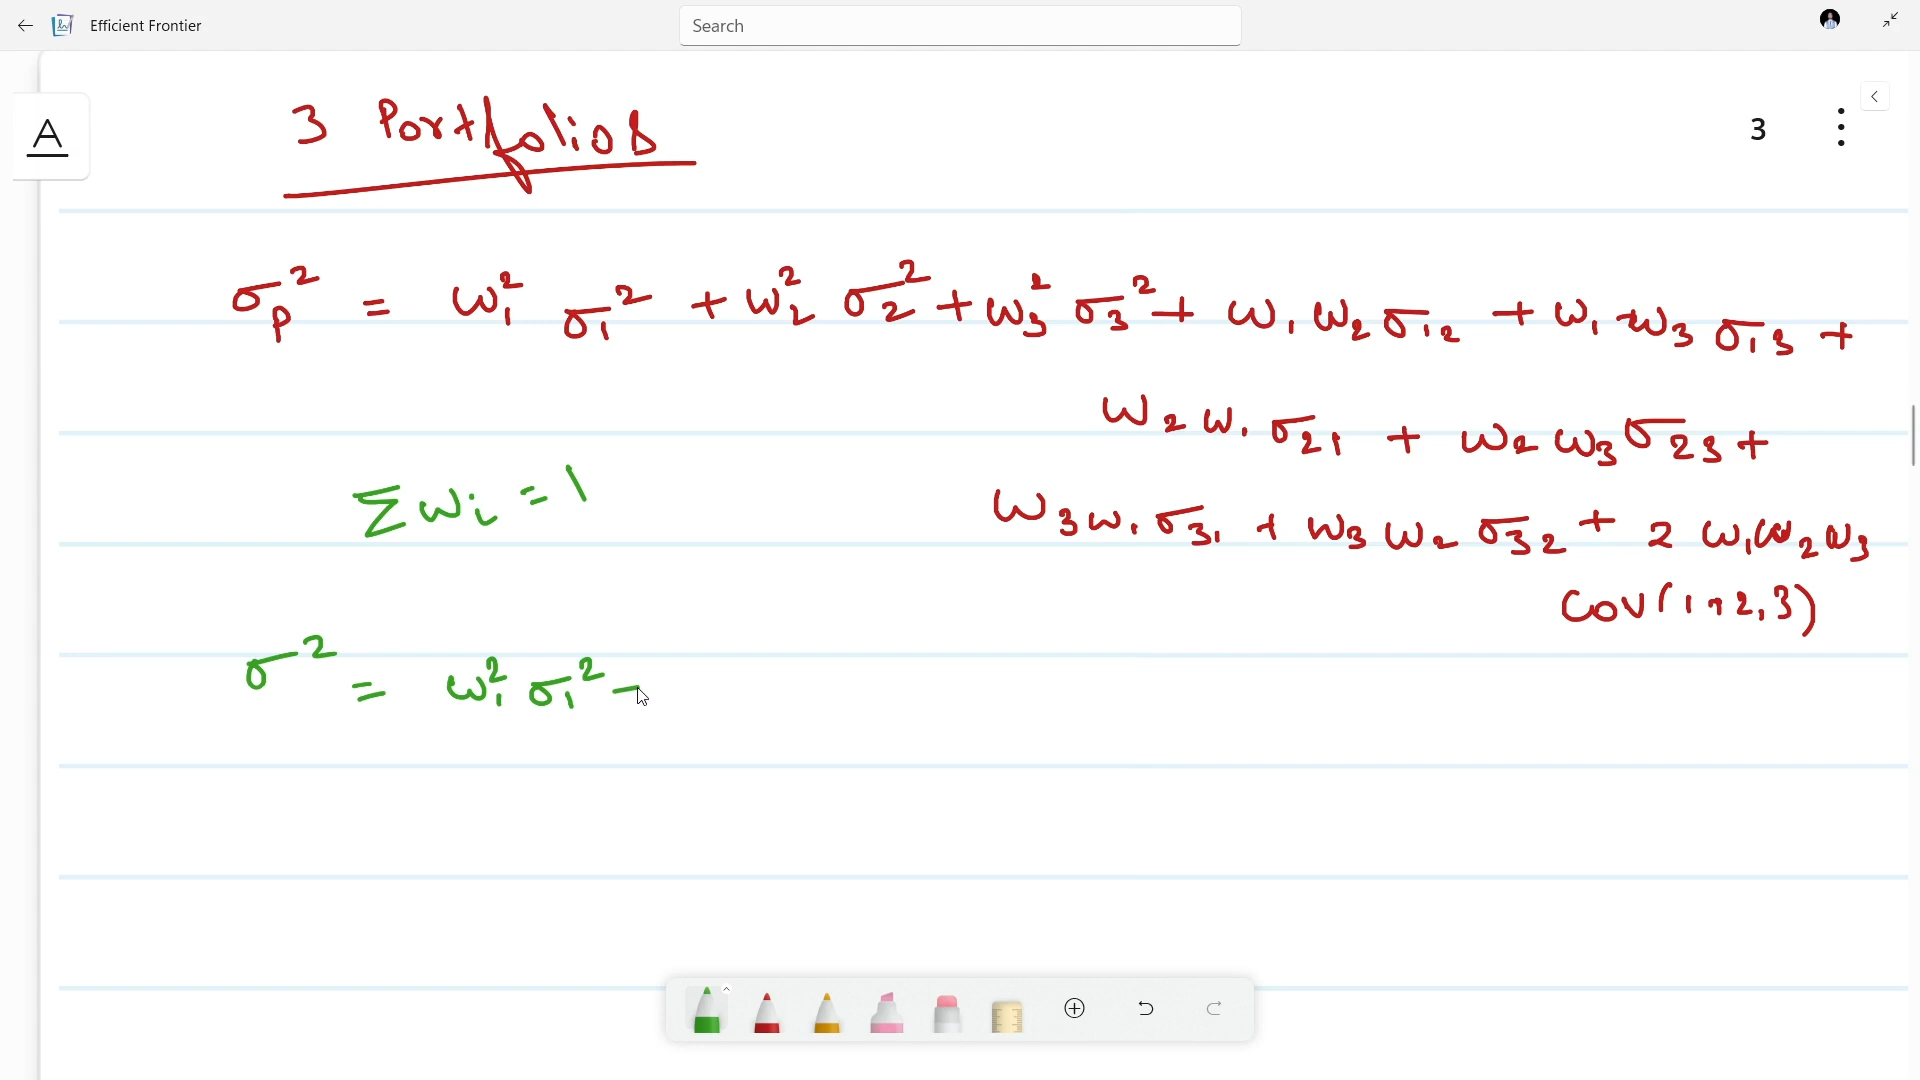 Efficient Frontier
Search
A
3 Portfolios
3
σp² = w₁² σ₁² + w₂² σ₂² + w₃² σ₃² + w₁ w₂ σ₁₂ + w₁ w₃ σ₁₃ +
w₂ w₁ σ₂₁ + w₂ w₃ σ₂₃ +
w₃ w₁ σ₃₁ + w₃ w₂ σ₃₂ + 2 w₁ w₂ w₃
Cov(1,2,3)
Σ wi = 1
σ² = w₁² σ₁² –